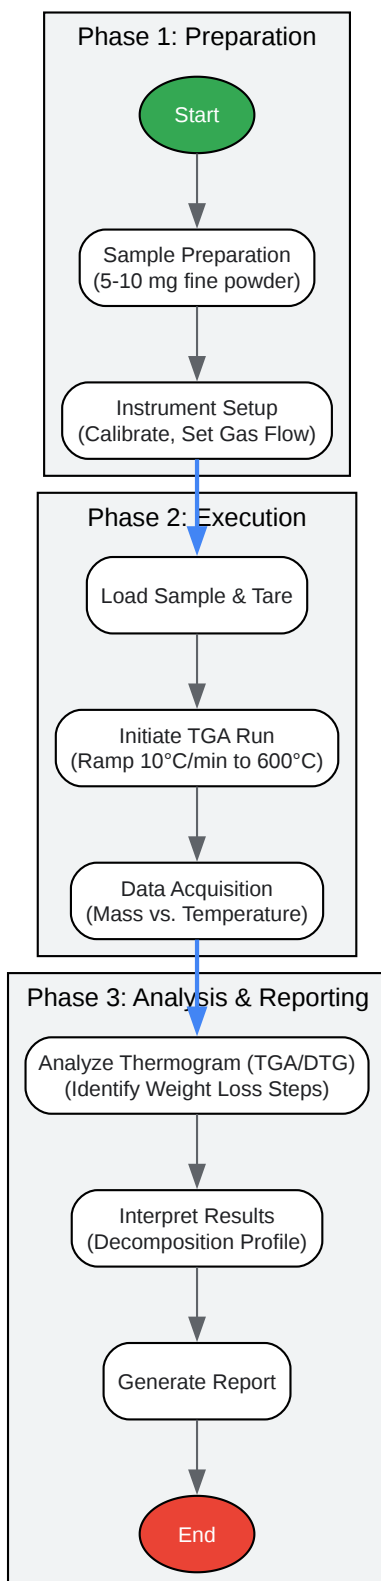 Phase 1: Preparation
Start
Sample Preparation
(5-10 mg fine powder)
Instrument Setup
(Calibrate, Set Gas Flow)
Phase 2: Execution
Load Sample & Tare
Initiate TGA Run
(Ramp 10°C/min to 600°C)
Data Acquisition
(Mass vs. Temperature)
Phase 3: Analysis & Reporting
Analyze Thermogram (TGA/DTG)
(Identify Weight Loss Steps)
Interpret Results
(Decomposition Profile)
Generate Report
End